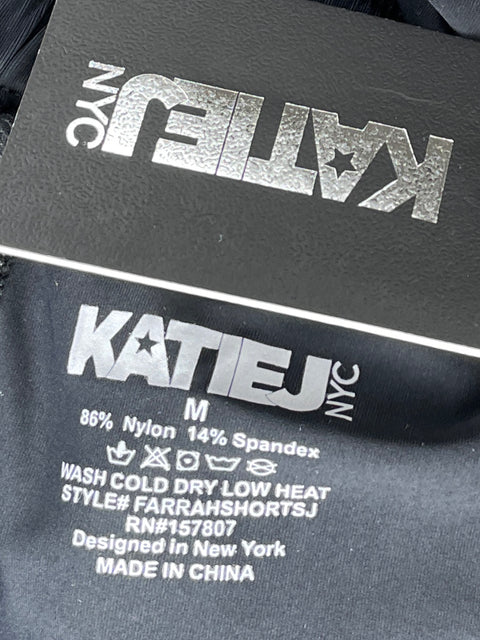 KATIEJ NYC
KATIEJ NYC
M
86% Nylon 14% Spandex
WASH COLD DRY LOW HEAT
STYLE# FARRAHSHORTSJ
RN#157807
Designed in New York
MADE IN CHINA